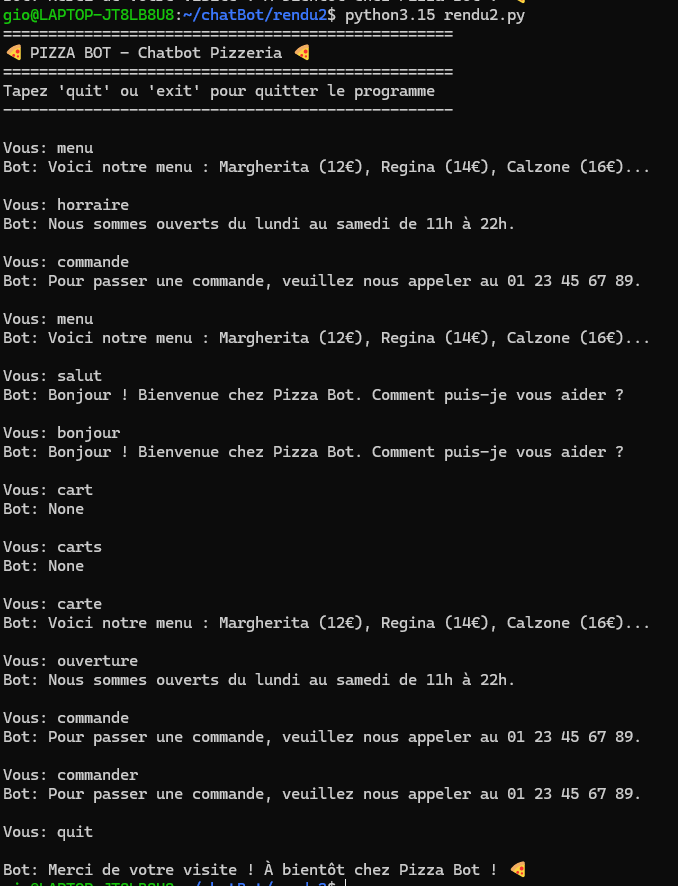 gio@LAPTOP-JT8LB8U8:~/chatBot/rendu2$ python3.15 rendu2.py
==================================================
🍕 PIZZA BOT - Chatbot Pizzeria 🍕
==================================================
Tapez 'quit' ou 'exit' pour quitter le programme
--------------------------------------------------
Vous: menu
Bot: Voici notre menu : Margherita (12€), Regina (14€), Calzone (16€)...
Vous: horraire
Bot: Nous sommes ouverts du lundi au samedi de 11h à 22h.
Vous: commande
Bot: Pour passer une commande, veuillez nous appeler au 01 23 45 67 89.
Vous: menu
Bot: Voici notre menu : Margherita (12€), Regina (14€), Calzone (16€)...
Vous: salut
Bot: Bonjour ! Bienvenue chez Pizza Bot. Comment puis-je vous aider ?
Vous: bonjour
Bot: Bonjour ! Bienvenue chez Pizza Bot. Comment puis-je vous aider ?
Vous: cart
Bot: None
Vous: carts
Bot: None
Vous: carte
Bot: Voici notre menu : Margherita (12€), Regina (14€), Calzone (16€)...
Vous: ouverture
Bot: Nous sommes ouverts du lundi au samedi de 11h à 22h.
Vous: commande
Bot: Pour passer une commande, veuillez nous appeler au 01 23 45 67 89.
Vous: commander
Bot: Pour passer une commande, veuillez nous appeler au 01 23 45 67 89.
Vous: quit
Bot: Merci de votre visite ! À bientôt chez Pizza Bot ! 🍕